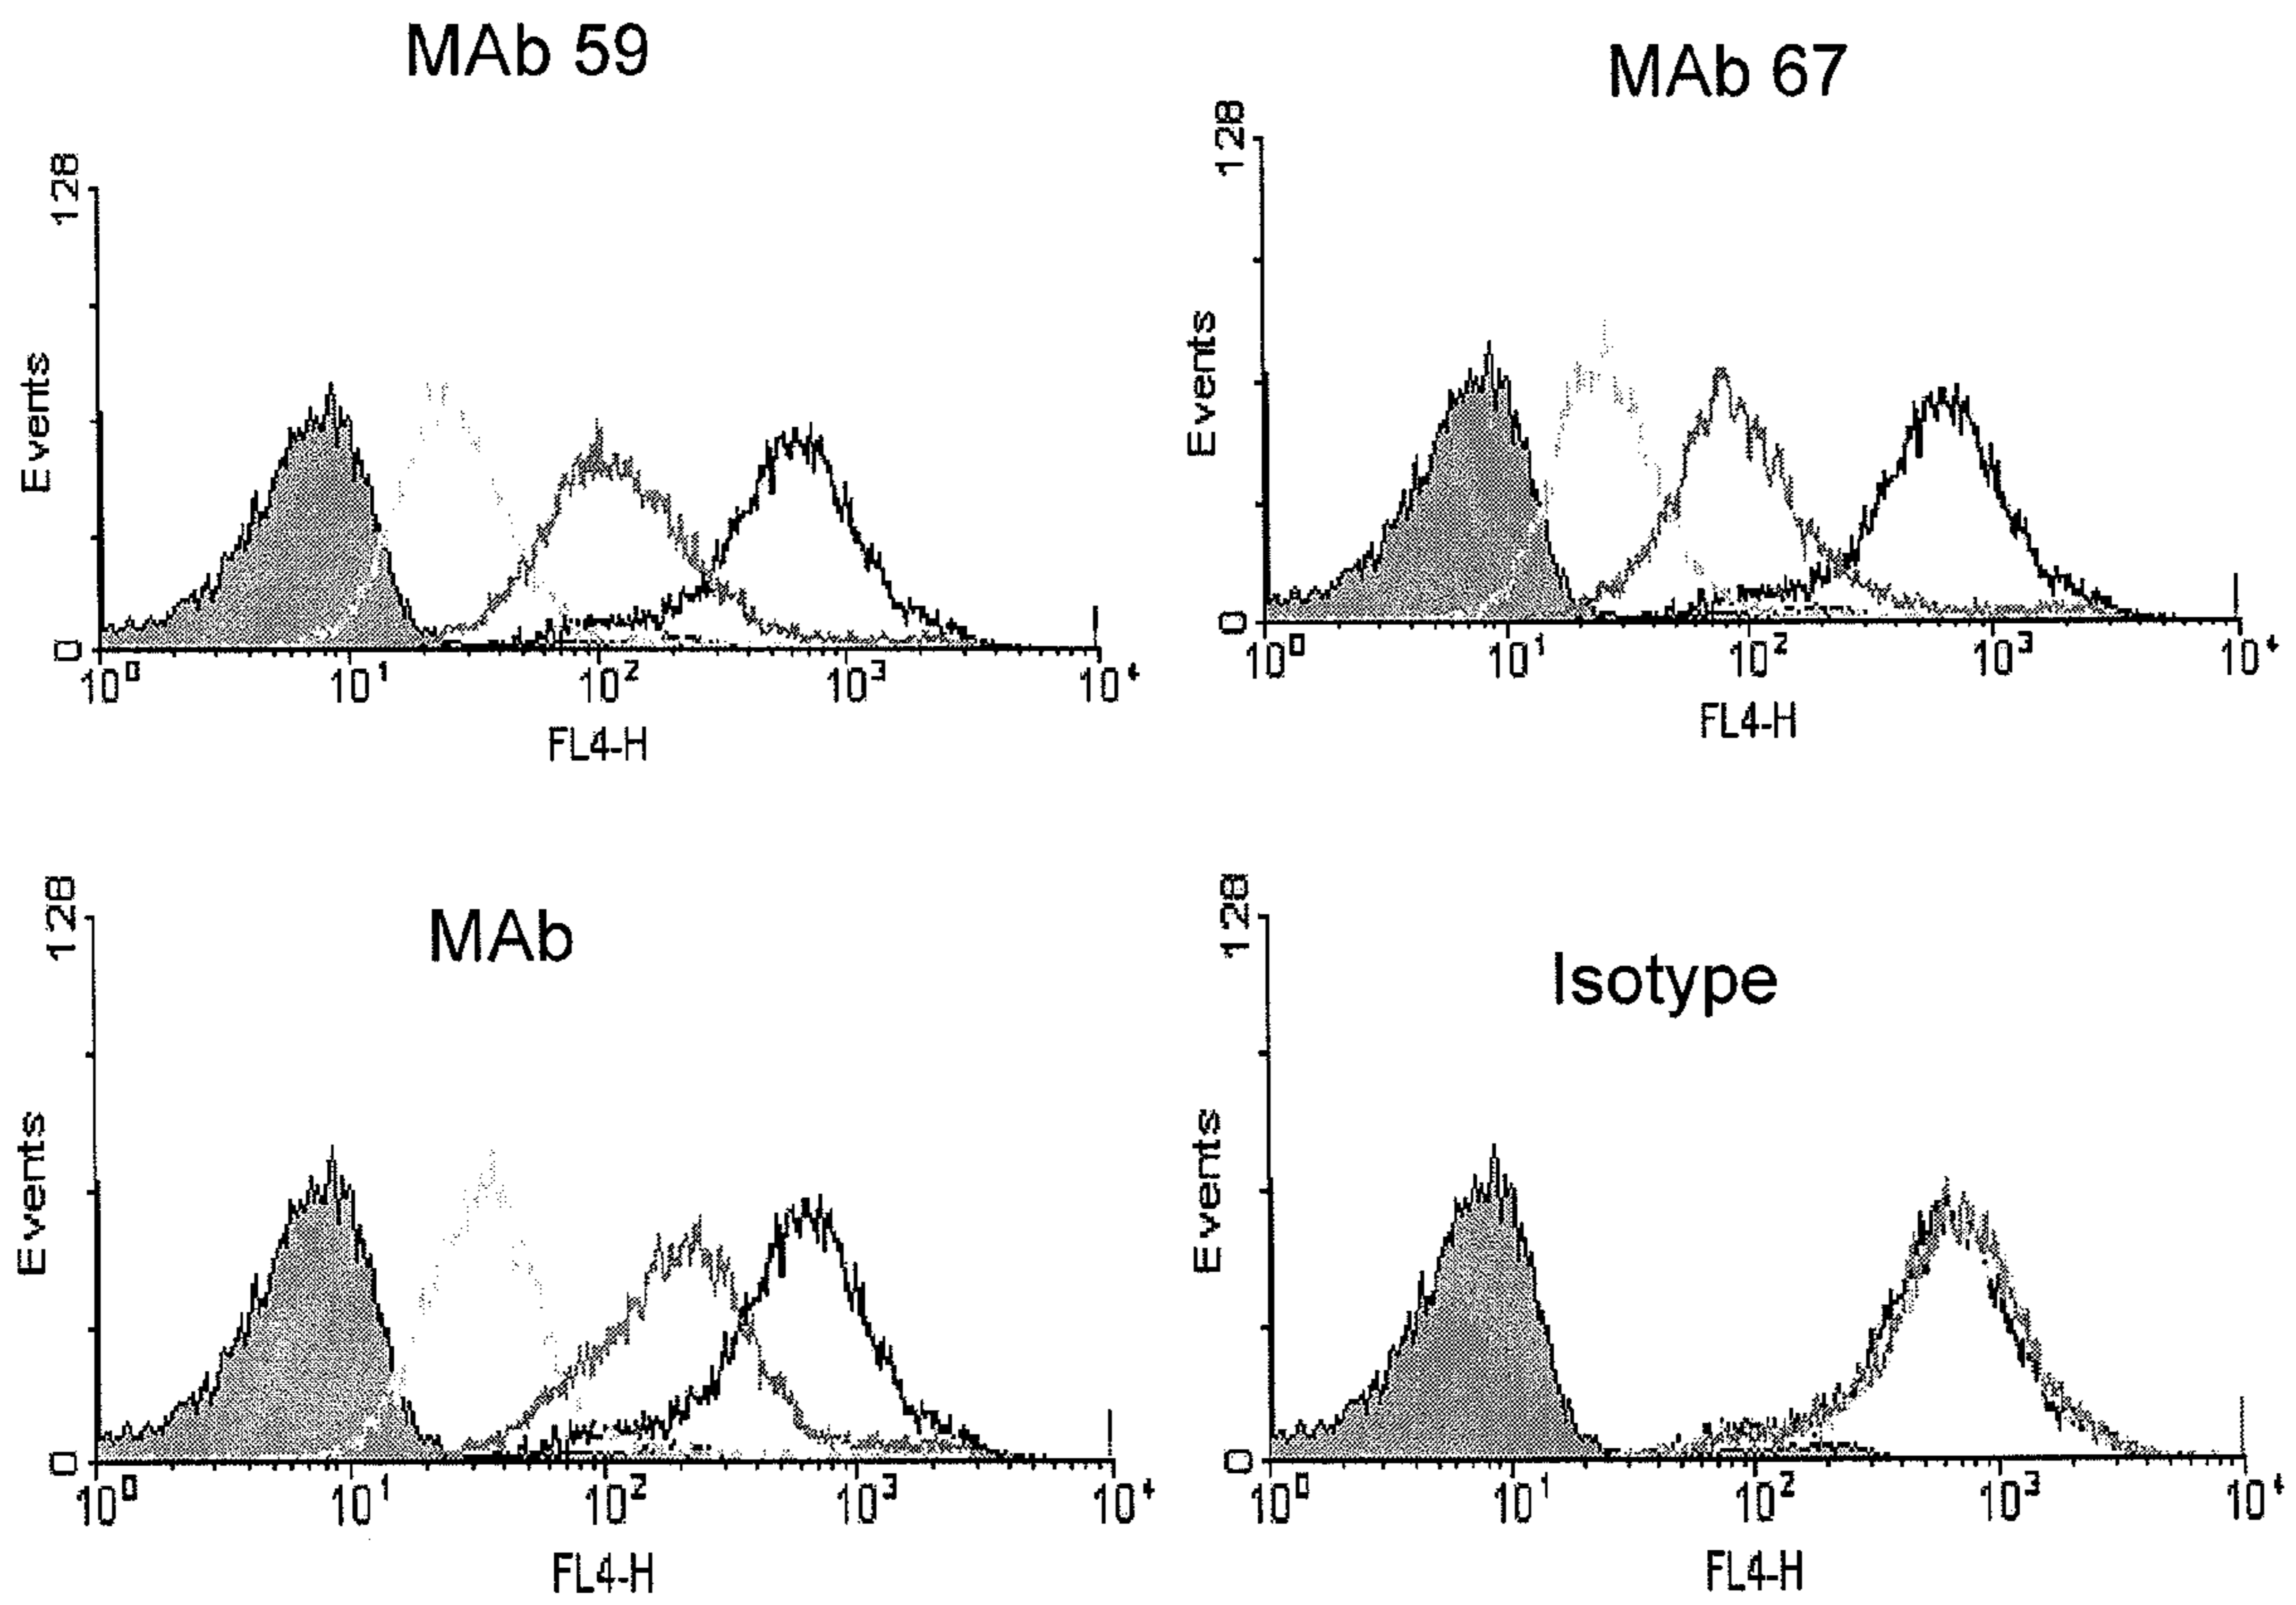 MAb 59
128
Events
0
10⁰ 10¹ 10² 10³ 10⁴
FL4-H
MAb 67
128
Events
0
10⁰ 10¹ 10² 10³ 10⁴
FL4-H
MAb
128
Events
0
10⁰ 10¹ 10² 10³ 10⁴
FL4-H
Isotype
128
Events
0
10⁰ 10¹ 10² 10³ 10⁴
FL4-H